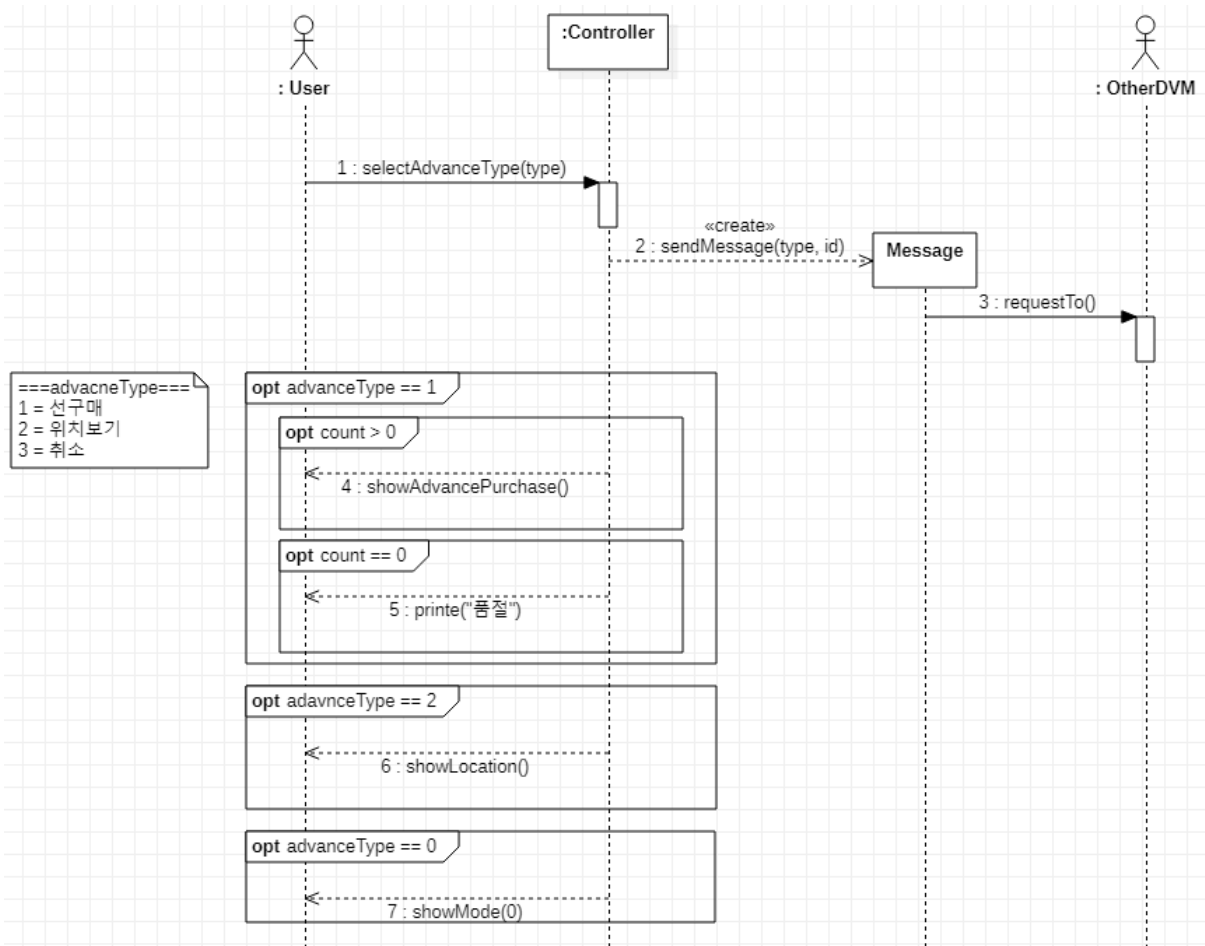 :Controller
: User
: OtherDVM
1 : selectAdvanceType(type)
«create»
2 : sendMessage(type, id)
Message
3 : requestTo()
===advacneType===
1 = 선구매
2 = 위치보기
3 = 취소
opt advanceType == 1
opt count > 0
4 : showAdvancePurchase()
opt count == 0
5 : printe("품절")
opt adavnceType == 2
6 : showLocation()
opt advanceType == 0
7 : showMode(0)